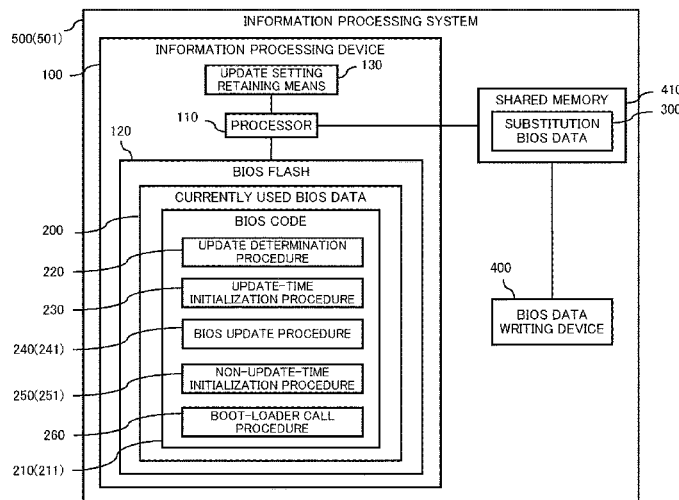 INFORMATION PROCESSING SYSTEM
500(501)
INFORMATION PROCESSING DEVICE
100
130
UPDATE SETTING
RETAINING MEANS
110
PROCESSOR
SHARED MEMORY
410
300
SUBSTITUTION
BIOS DATA
120
BIOS FLASH
CURRENTLY USED BIOS DATA
200
BIOS CODE
UPDATE DETERMINATION
PROCEDURE
220
UPDATE-TIME
INITIALIZATION PROCEDURE
230
BIOS UPDATE PROCEDURE
240(241)
NON-UPDATE-TIME
INITIALIZATION PROCEDURE
250(251)
BOOT-LOADER CALL
PROCEDURE
260
210(211)
400
BIOS DATA
WRITING DEVICE